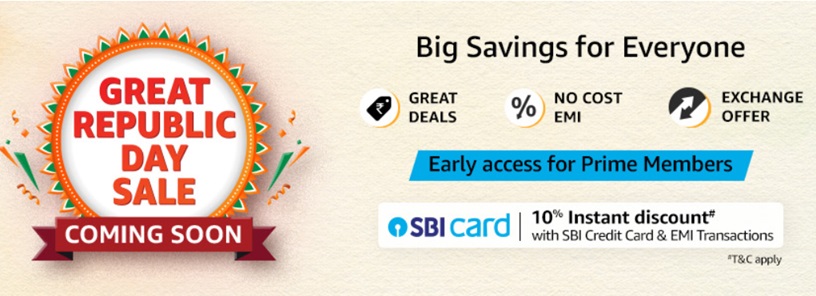 GREAT
REPUBLIC
DAY
SALE
COMING SOON
Big Savings for Everyone
₹
GREAT
DEALS
%
NO COST
EMI
EXCHANGE
OFFER
Early access for Prime Members
SBI card
10% Instant discount#
with SBI Credit Card & EMI Transactions
#T&C apply